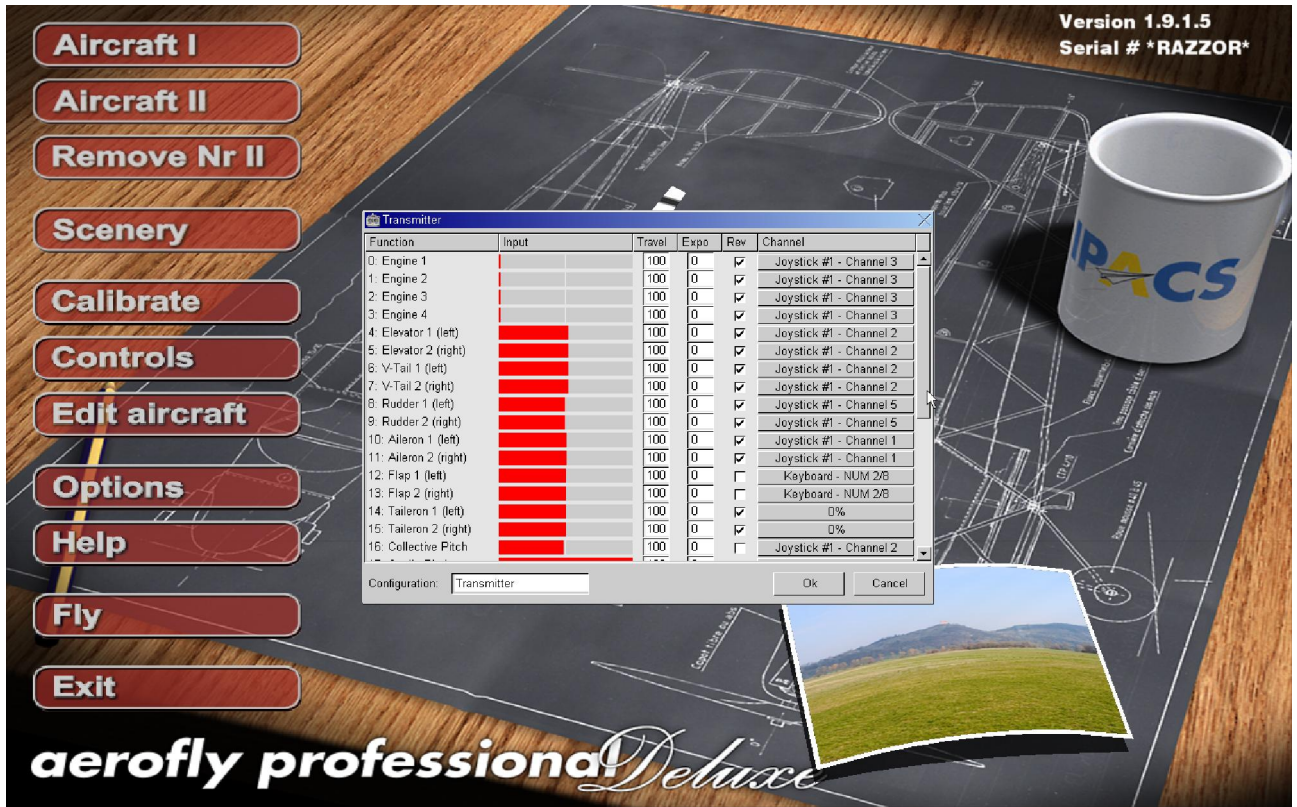 Version 1.9.1.5
Serial # *RAZZOR*
Aircraft I
Aircraft II
Remove Nr II
Scenery
Calibrate
Controls
Edit aircraft
Options
Help
Fly
Exit
IPACS
Transmitter
Function Input Travel Expo Rev Channel
0: Engine 1 100 0 Joystick #1 - Channel 3
1: Engine 2 100 0 Joystick #1 - Channel 3
2: Engine 3 100 0 Joystick #1 - Channel 3
3: Engine 4 100 0 Joystick #1 - Channel 3
4: Elevator 1 (left) 100 0 Joystick #1 - Channel 2
5: Elevator 2 (right) 100 0 Joystick #1 - Channel 2
6: V-Tail 1 (left) 100 0 Joystick #1 - Channel 2
7: V-Tail 2 (right) 100 0 Joystick #1 - Channel 2
8: Rudder 1 (left) 100 0 Joystick #1 - Channel 5
9: Rudder 2 (right) 100 0 Joystick #1 - Channel 5
10: Aileron 1 (left) 100 0 Joystick #1 - Channel 1
11: Aileron 2 (right) 100 0 Joystick #1 - Channel 1
12: Flap 1 (left) 100 0 Keyboard - NUM 2/8
13: Flap 2 (right) 100 0 Keyboard - NUM 2/8
14: Taileron 1 (left) 100 0 0%
15: Taileron 2 (right) 100 0 0%
16: Collective Pitch 100 0 Joystick #1 - Channel 2
Configuration: Transmitter Ok Cancel
aerofly professional Deluxe